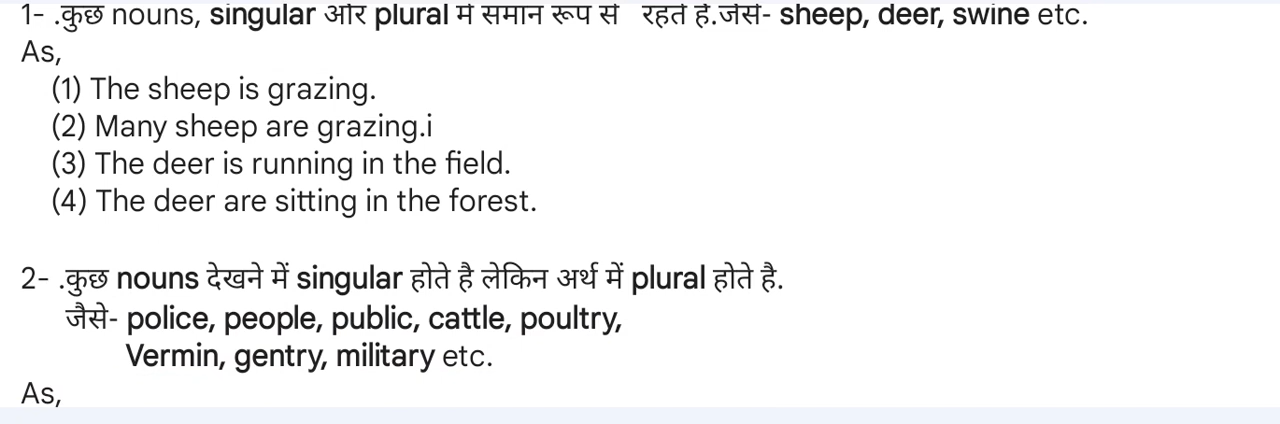 1- .कुछ nouns, singular और plural में समान रूप से रहते है.जैसे- sheep, deer, swine etc.
As,
(1) The sheep is grazing.
(2) Many sheep are grazing.i
(3) The deer is running in the field.
(4) The deer are sitting in the forest.
2- .कुछ nouns देखने में singular होते है लेकिन अर्थ में plural होते है.
जैसे- police, people, public, cattle, poultry,
Vermin, gentry, military etc.
As,